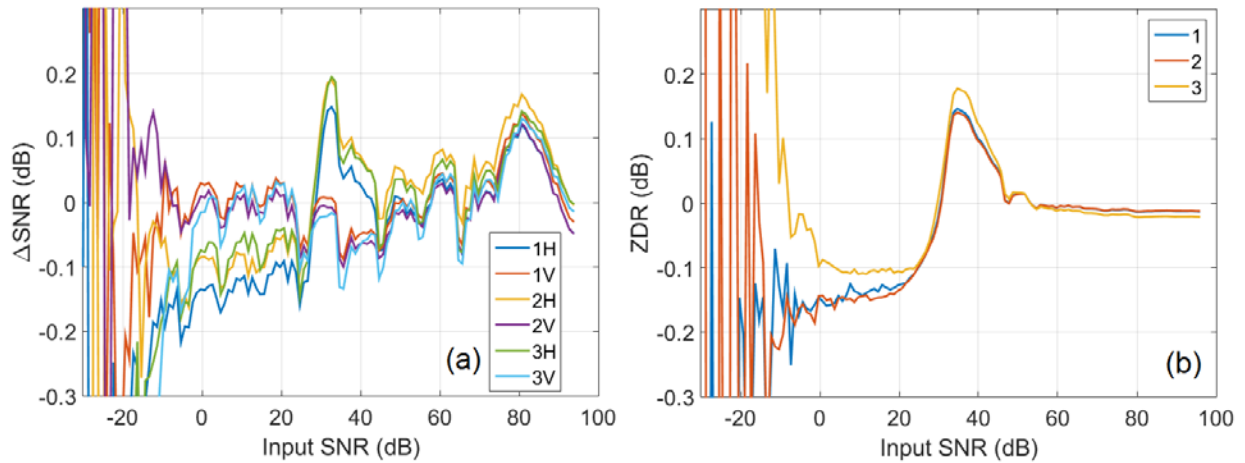 0.2
0.1
0
-0.1
-0.2
-0.3
ΔSNR (dB)
-20 0 20 40 60 80 100
Input SNR (dB)
1H
1V
2H
2V
3H
3V
(a)
0.2
0.1
0
-0.1
-0.2
-0.3
ZDR (dB)
-20 0 20 40 60 80 100
Input SNR (dB)
1
2
3
(b)